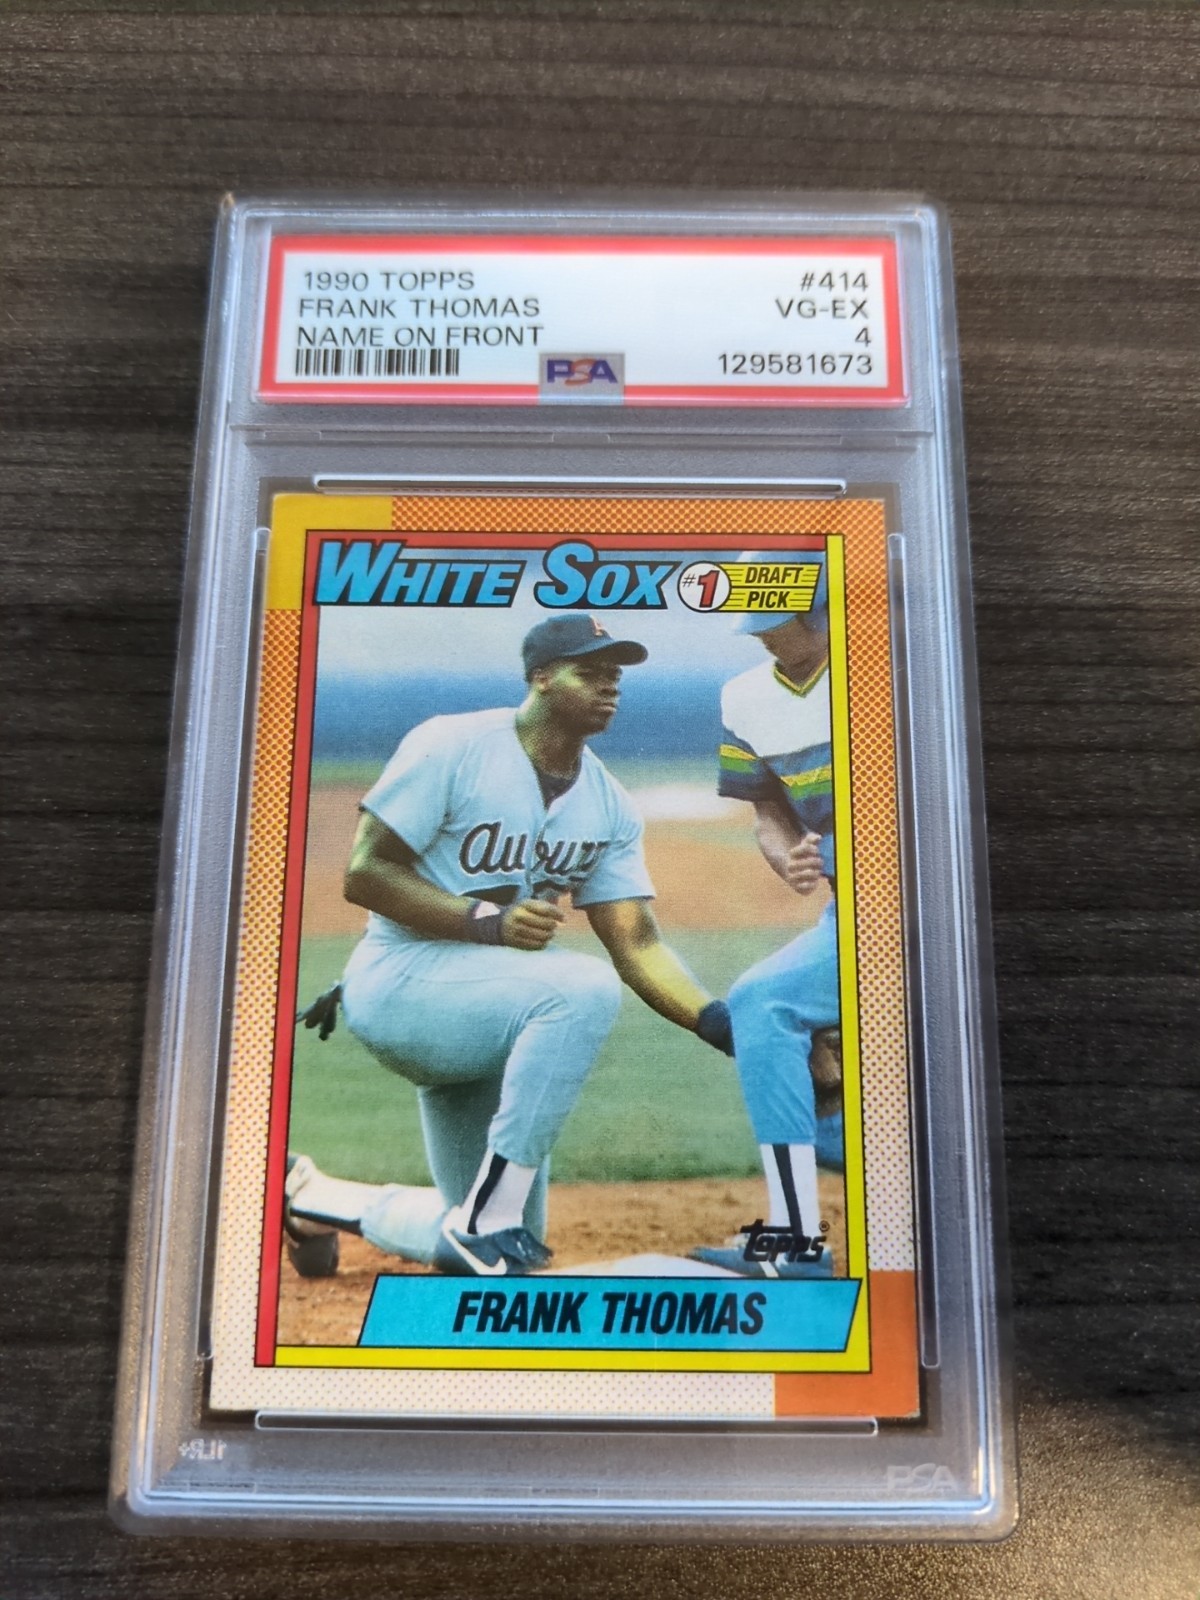 1990 TOPPS #414
FRANK THOMAS VG-EX
NAME ON FRONT 4
PSA 129581673
WHITE SOX #1 DRAFT PICK
Auburn
topps®
FRANK THOMAS
PSA